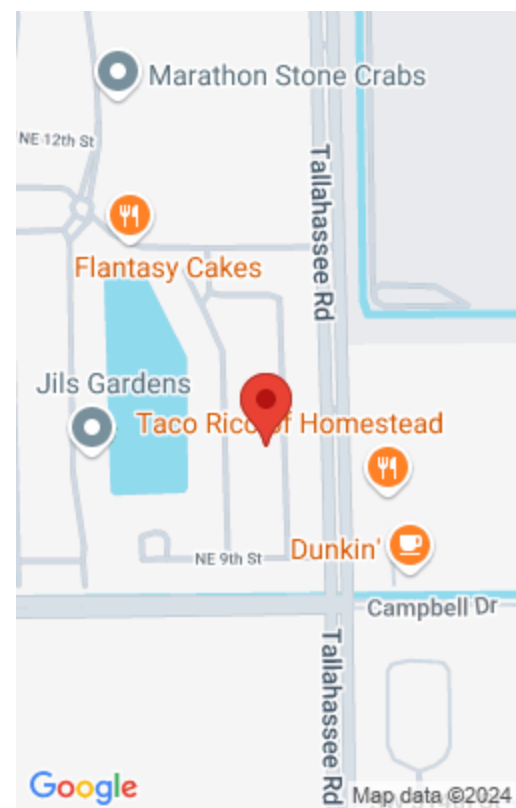 Marathon Stone Crabs
NE 12th St
Tallahassee Rd
Flantasy Cakes
Jils Gardens
Taco Rico of Homestead
Dunkin'
NE 9th St
Campbell Dr
Tallahassee Rd
Google
Map data ©2024